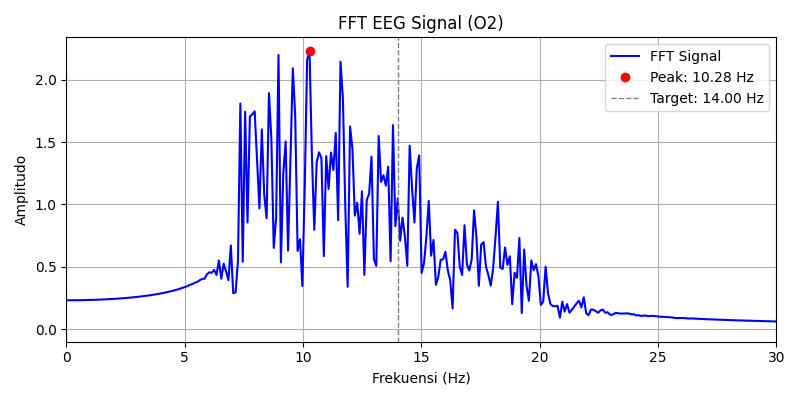 FFT EEG Signal (O2)
FFT Signal
Peak: 10.28 Hz
Target: 14.00 Hz
Amplitudo
2.0
1.5
1.0
0.5
0.0
0 5 10 15 20 25 30
Frekuensi (Hz)